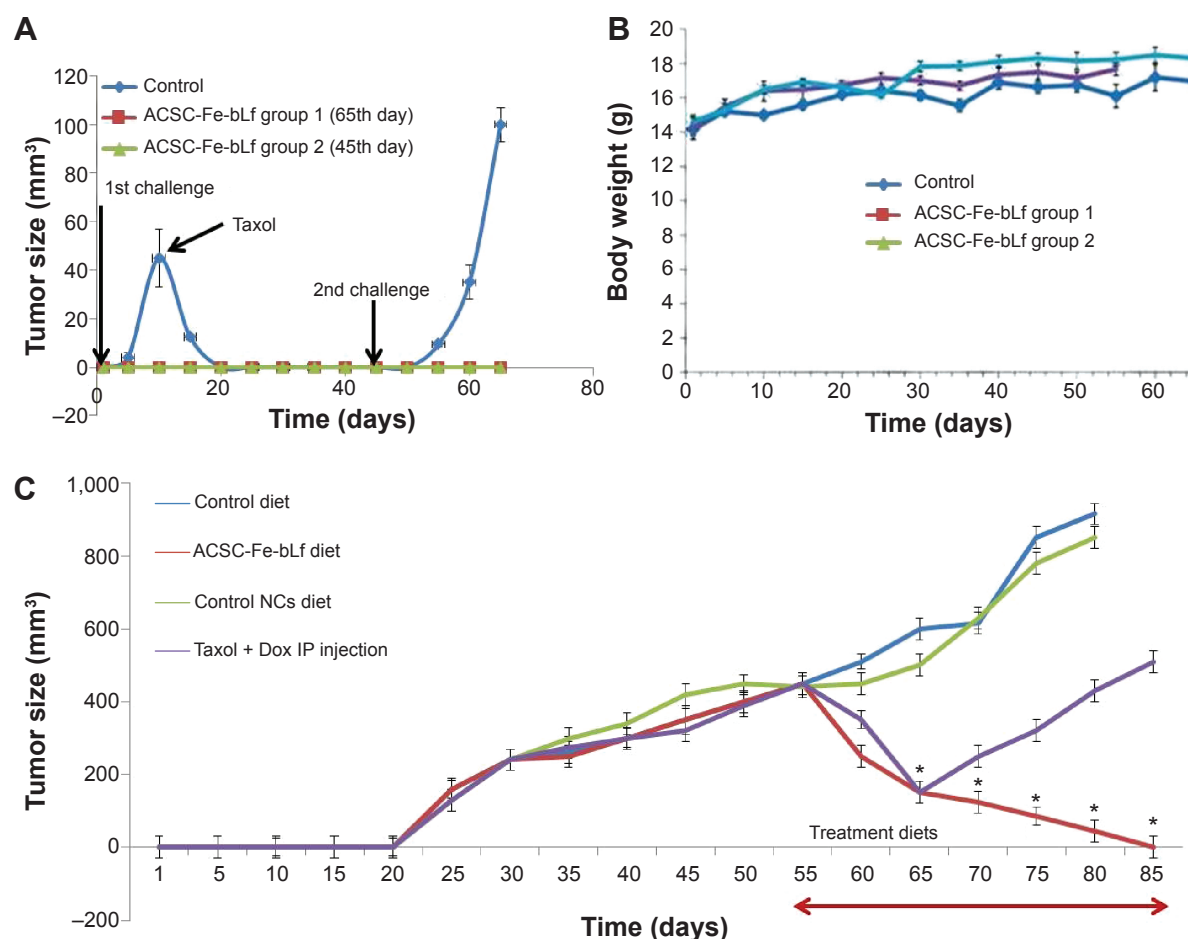 A
Tumor size (mm³)
120
100
80
60
40
20
0
–20
Control
ACSC-Fe-bLf group 1 (65th day)
ACSC-Fe-bLf group 2 (45th day)
1st challenge
Taxol
2nd challenge
0 20 40 60 80
Time (days)
B
Body weight (g)
20
18
16
14
12
10
8
6
4
2
0
Control
ACSC-Fe-bLf group 1
ACSC-Fe-bLf group 2
0 10 20 30 40 50 60
Time (days)
C
Tumor size (mm³)
1,000
800
600
400
200
0
–200
Control diet
ACSC-Fe-bLf diet
Control NCs diet
Taxol + Dox IP injection
* * * * *
Treatment diets
1 5 10 15 20 25 30 35 40 45 50 55 60 65 70 75 80 85
Time (days)